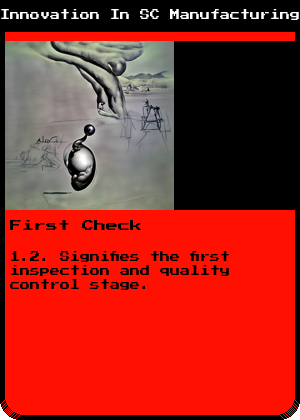 Innovation In SC Manufacturing
First Check
1.2. Signifies the first
inspection and quality
control stage.